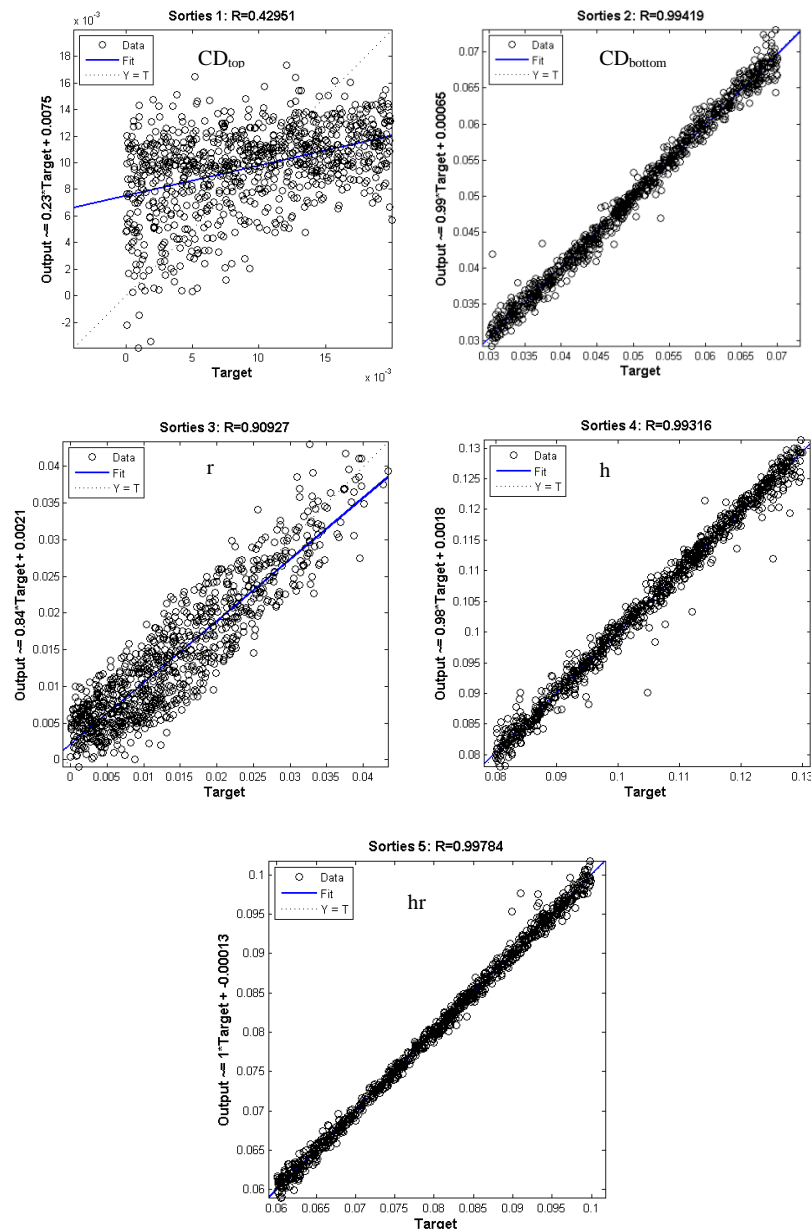 Sorties 1: R=0.42951
x 10⁻³
20
18
16
14
12
10
8
6
4
2
0
-2
Data
Fit
Y = T
CDtop
Output ~= 0.23*Target + 0.0075
0 5 10 15
Target
x 10⁻³
Sorties 2: R=0.99419
0.07
0.065
0.06
0.055
0.05
0.045
0.04
0.035
0.03
Data
Fit
Y = T
CDbottom
Output ~= 0.99*Target + 0.00065
0.03 0.035 0.04 0.045 0.05 0.055 0.06 0.065 0.07
Target
Sorties 3: R=0.90927
0.04
0.035
0.03
0.025
0.02
0.015
0.01
0.005
0
Data
Fit
Y = T
r
Output ~= 0.84*Target + 0.0021
0 0.005 0.01 0.015 0.02 0.025 0.03 0.035 0.04
Target
Sorties 4: R=0.99316
0.13
0.125
0.12
0.115
0.11
0.105
0.1
0.095
0.09
0.085
0.08
Data
Fit
Y = T
h
Output ~= 0.98*Target + 0.0018
0.08 0.09 0.1 0.11 0.12 0.13
Target
Sorties 5: R=0.99784
0.1
0.095
0.09
0.085
0.08
0.075
0.07
0.065
0.06
Data
Fit
Y = T
hr
Output ~= 1*Target + -0.00013
0.06 0.065 0.07 0.075 0.08 0.085 0.09 0.095 0.1
Target